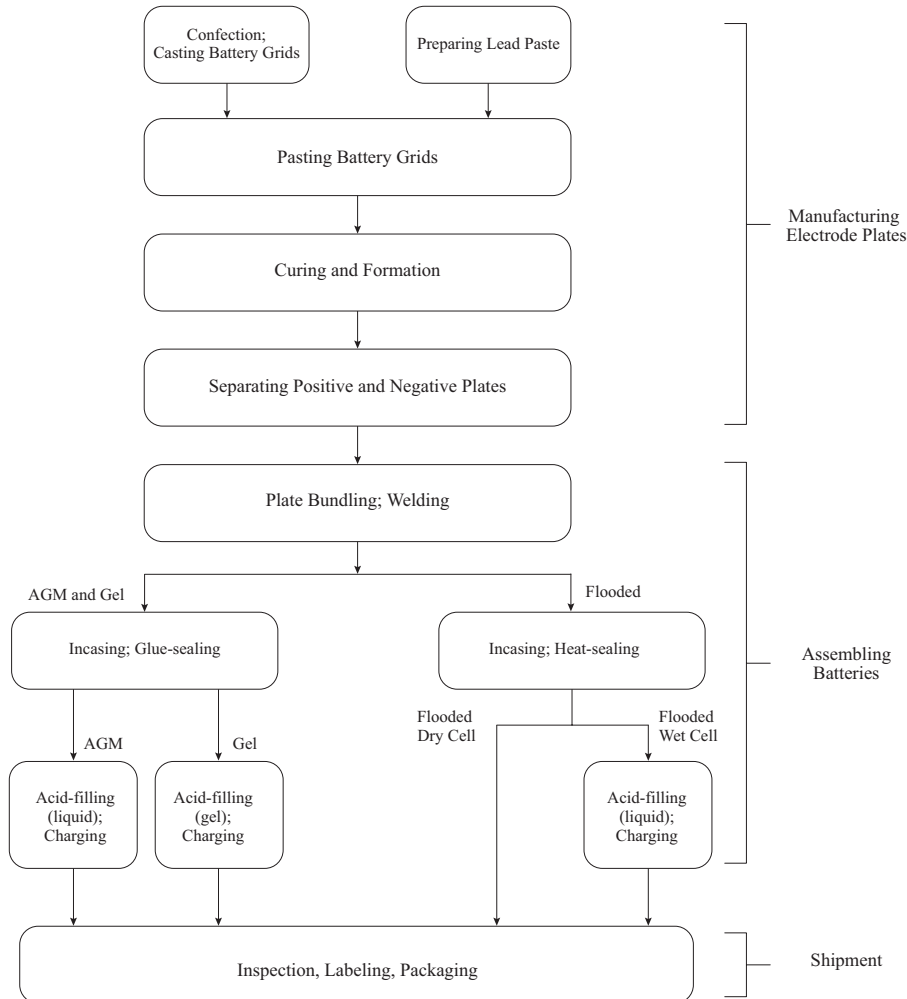 Confection;
Casting Battery Grids
Preparing Lead Paste
Pasting Battery Grids
Curing and Formation
Separating Positive and Negative Plates
Manufacturing
Electrode Plates
Plate Bundling; Welding
AGM and Gel
Flooded
Incasing; Glue-sealing
Incasing; Heat-sealing
Assembling
Batteries
AGM
Gel
Flooded
Dry Cell
Flooded
Wet Cell
Acid-filling
(liquid);
Charging
Acid-filling
(gel);
Charging
Acid-filling
(liquid);
Charging
Inspection, Labeling, Packaging
Shipment